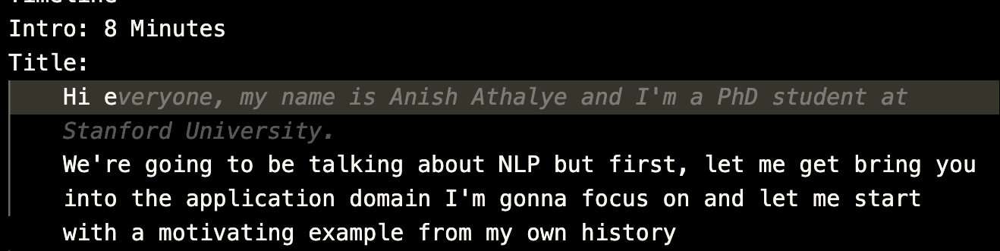 Intro: 8 Minutes
Title:
Hi everyone, my name is Anish Athalye and I'm a PhD student at
Stanford University.
We're going to be talking about NLP but first, let me get bring you
into the application domain I'm gonna focus on and let me start
with a motivating example from my own history